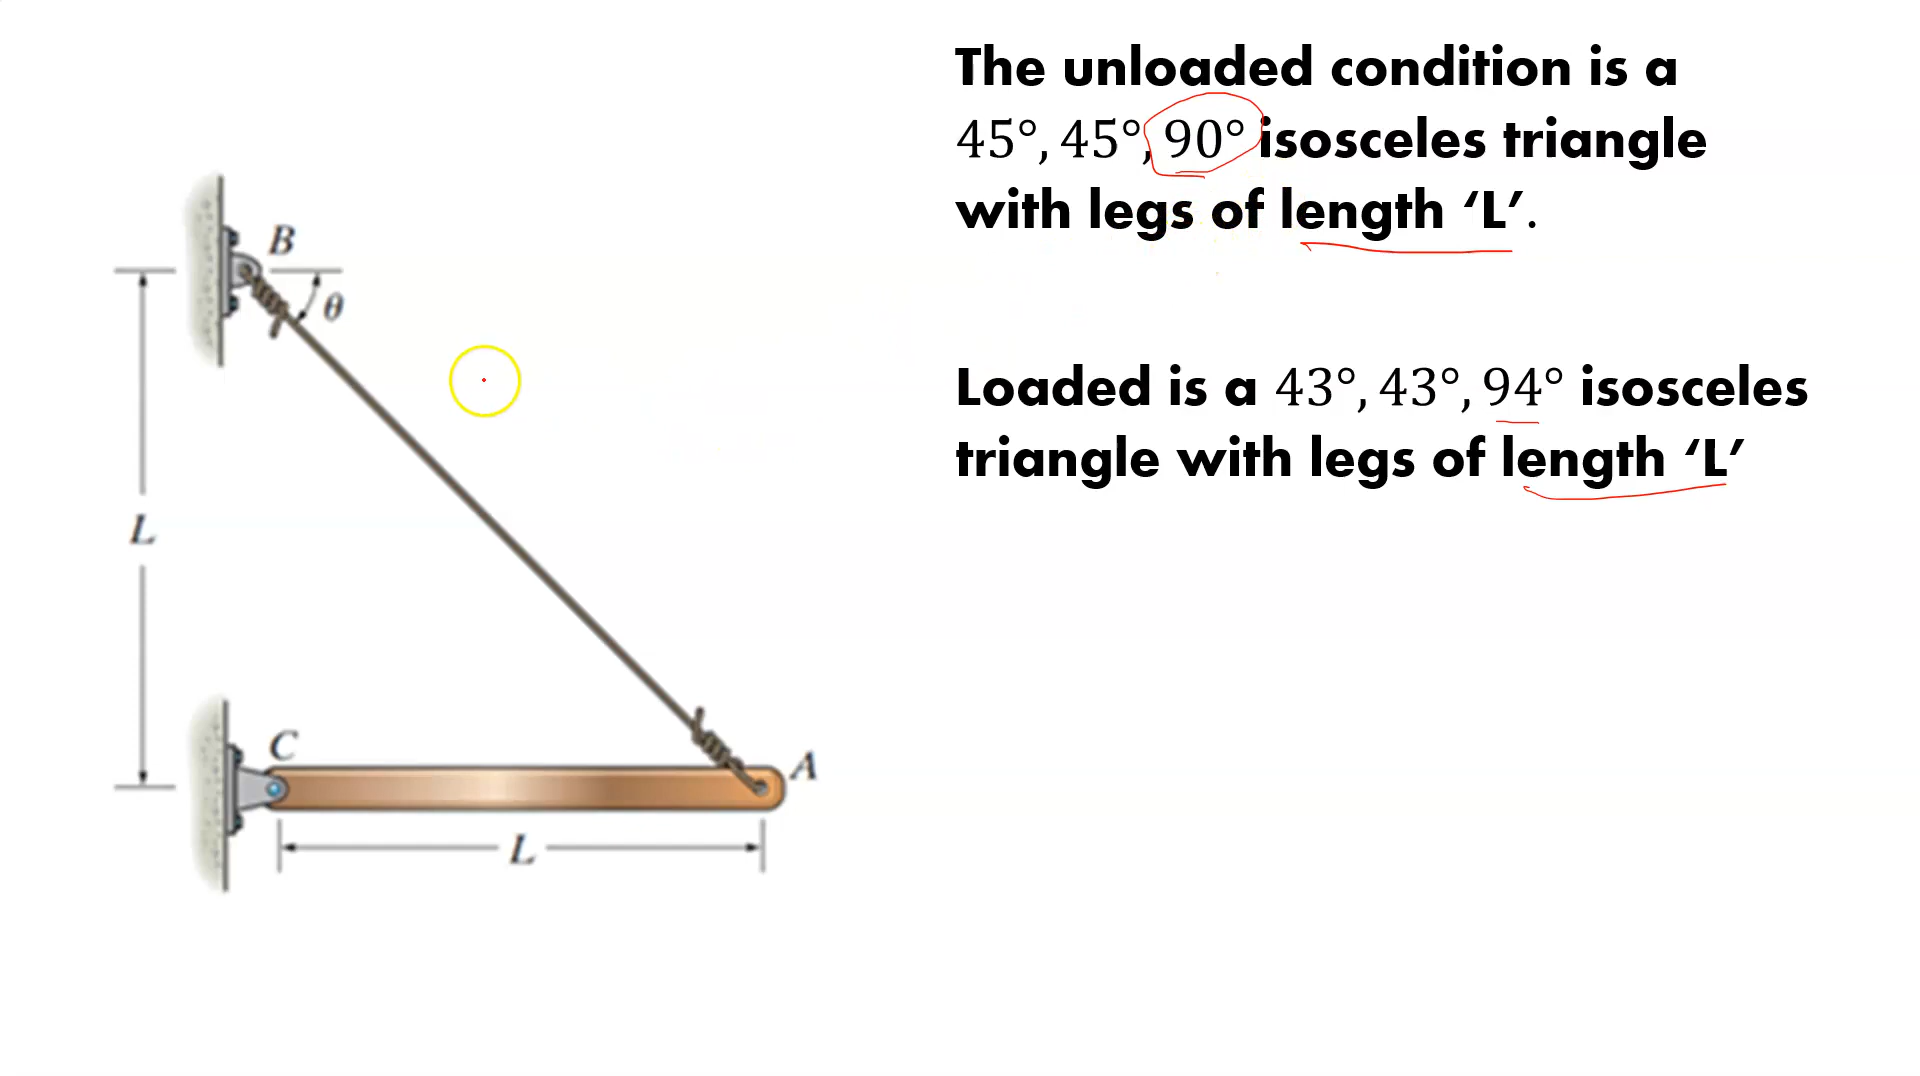 The unloaded condition is a
45°, 45°, 90° isosceles triangle
with legs of length ‘L’.
Loaded is a 43°, 43°, 94° isosceles
triangle with legs of length ‘L’
B
θ
L
C
A
L